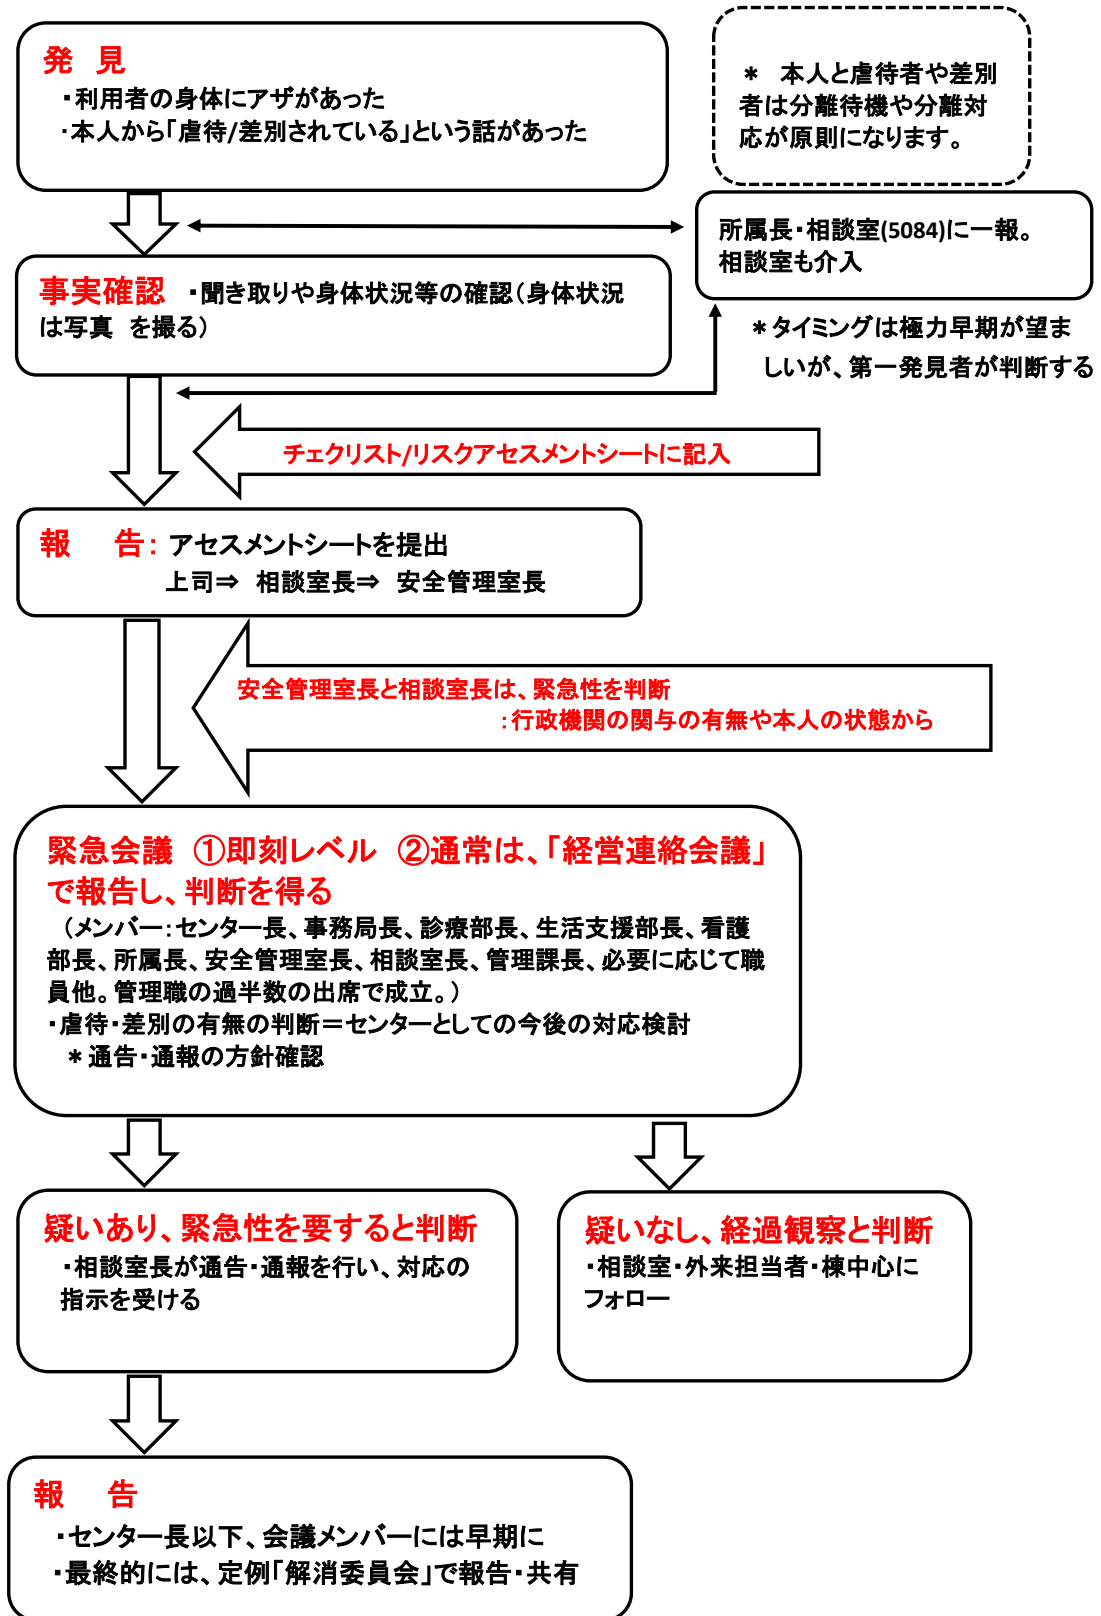 発　見
・利用者の身体にアザがあった
・本人から「虐待/差別されている」という話があった
＊　本人と虐待者や差別
者は分離待機や分離対
応が原則になります。
所属長・相談室(5084)に一報。
相談室も介入
事実確認　・聞き取りや身体状況等の確認（身体状況
は写真　を撮る）
＊タイミングは極力早期が望ま
しいが、第一発見者が判断する
チェクリスト/リスクアセスメントシートに記入
報　　告：アセスメントシートを提出
上司⇒　相談室長⇒　安全管理室長
安全管理室長と相談室長は、緊急性を判断
：行政機関の関与の有無や本人の状態から
緊急会議　①即刻レベル　②通常は、「経営連絡会議」
で報告し、判断を得る
（メンバー：センター長、事務局長、診療部長、生活支援部長、看護
部長、所属長、安全管理室長、相談室長、管理課長、必要に応じて職
員他。管理職の過半数の出席で成立。）
・虐待・差別の有無の判断＝センターとしての今後の対応検討
＊通告・通報の方針確認
疑いあり、緊急性を要すると判断
・相談室長が通告・通報を行い、対応の
指示を受ける
疑いなし、経過観察と判断
・相談室・外来担当者・棟中心に
フォロー
報　　告
・センター長以下、会議メンバーには早期に
・最終的には、定例「解消委員会」で報告・共有